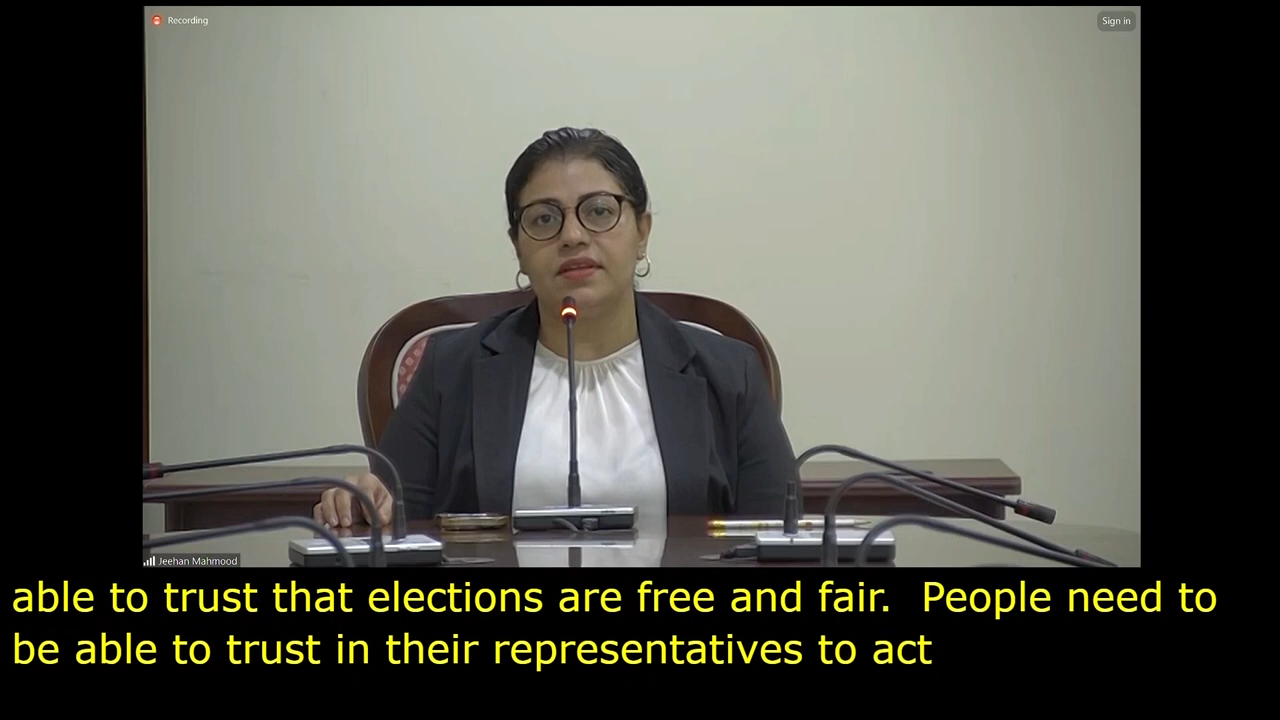 Recording
Sign in
Jeehan Mahmood
able to trust that elections are free and fair.  People need to
be able to trust in their representatives to act